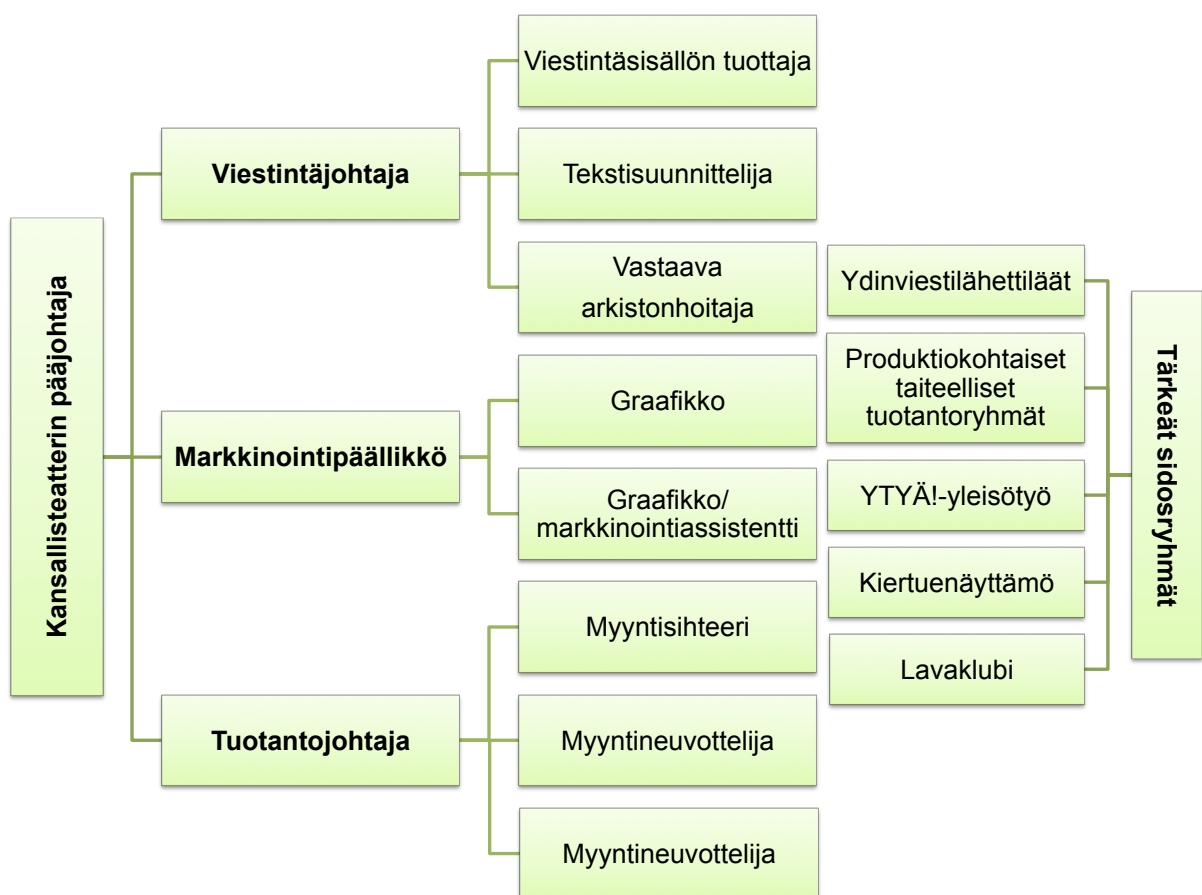 Kansallisteatterin pääjohtaja
Viestintäjohtaja
Viestintäsisällön tuottaja
Tekstisuunnittelija
Vastaava
arkistonhoitaja
Markkinointipäällikkö
Graafikko
Graafikko/
markkinointiassistentti
Tuotantojohtaja
Myyntisihteeri
Myyntineuvottelija
Myyntineuvottelija
Tärkeät sidosryhmät
Ydinviestilähettiläät
Produktiokohtaiset
taiteelliset
tuotantoryhmät
YTYÄ!-yleisötyö
Kiertuenäyttämö
Lavaklubi